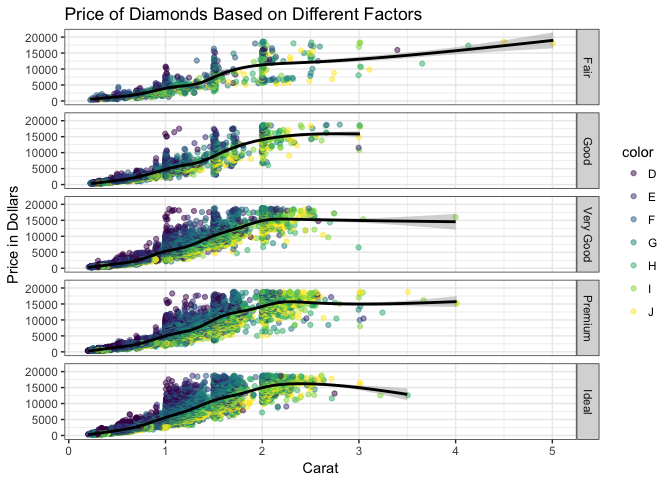 Price of Diamonds Based on Different Factors
Price in Dollars
20000
15000
10000
5000
0
Fair
20000
15000
10000
5000
0
Good
20000
15000
10000
5000
0
Very Good
20000
15000
10000
5000
0
Premium
20000
15000
10000
5000
0
Ideal
0 1 2 3 4 5
Carat
color
D
E
F
G
H
I
J